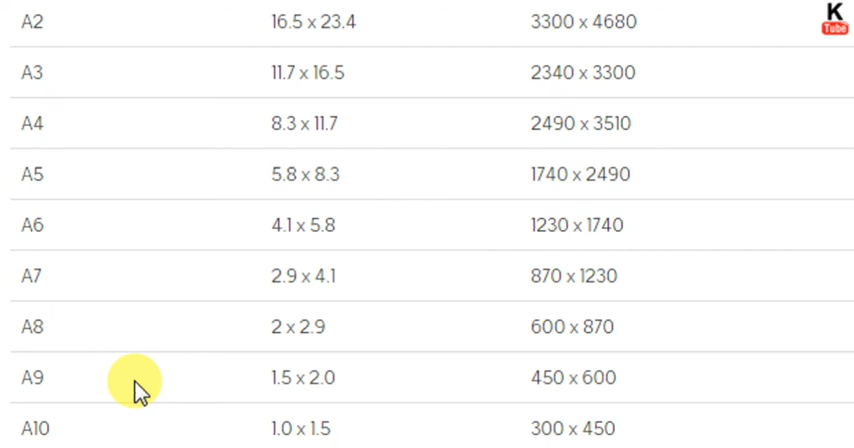 K
Tube
A2 16.5 x 23.4 3300 x 4680
A3 11.7 x 16.5 2340 x 3300
A4 8.3 x 11.7 2490 x 3510
A5 5.8 x 8.3 1740 x 2490
A6 4.1 x 5.8 1230 x 1740
A7 2.9 x 4.1 870 x 1230
A8 2 x 2.9 600 x 870
A9 1.5 x 2.0 450 x 600
A10 1.0 x 1.5 300 x 450